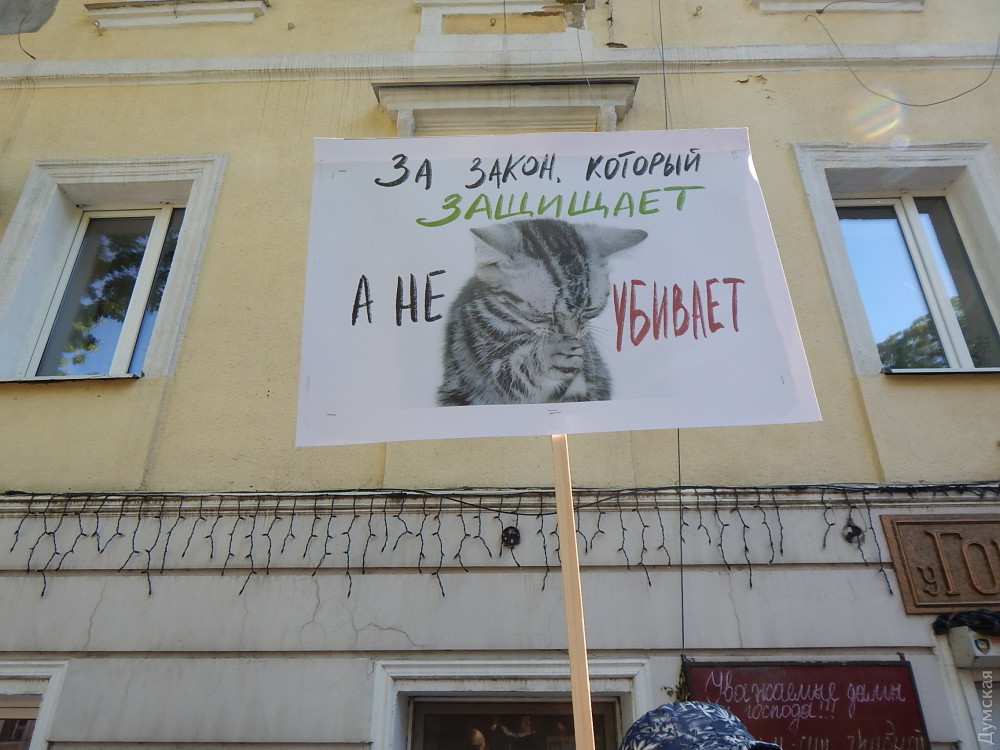 ЗА ЗАКОН, КОТОРЫЙ
ЗАЩИЩАЕТ
А НЕ УБИВАЕТ
Уважаемые дамы
и господа!!!
Думская